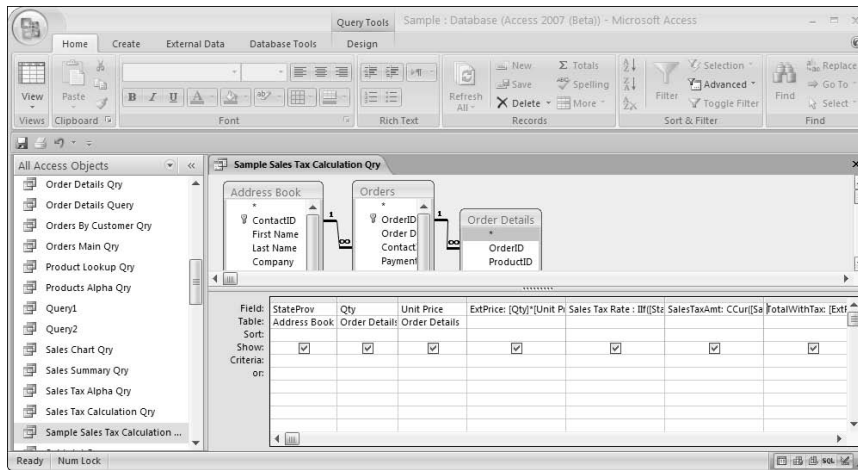 Query Tools Sample : Database (Access 2007 (Beta)) - Microsoft Access
Home Create External Data Database Tools Design
View
Views
Paste
Clipboard
B I U
Font
Rich Text
Refresh All
New
Save
Delete
Σ Totals
Spelling
More
Records
Filter
Selection
Advanced
Toggle Filter
Sort & Filter
Find
Replace
Go To
Select
Find
All Access Objects
Order Details Qry
Order Details Query
Orders By Customer Qry
Orders Main Qry
Product Lookup Qry
Products Alpha Qry
Query1
Query2
Sales Chart Qry
Sales Summary Qry
Sales Tax Alpha Qry
Sales Tax Calculation Qry
Sample Sales Tax Calculation ...
Sample Sales Tax Calculation Qry
Address Book
*
ContactID
First Name
Last Name
Company
1
∞
Orders
*
OrderID
Order D
Contact
Payment
1
∞
Order Details
*
OrderID
ProductID
Field: StateProv Qty Unit Price ExtPrice: [Qty]*[Unit Pr Sales Tax Rate : IIf([Sta SalesTaxAmt: CCur([Sa TotalWithTax: [ExtP
Table: Address Book Order Details Order Details
Sort:
Show:
Criteria:
or:
Ready Num Lock SQL